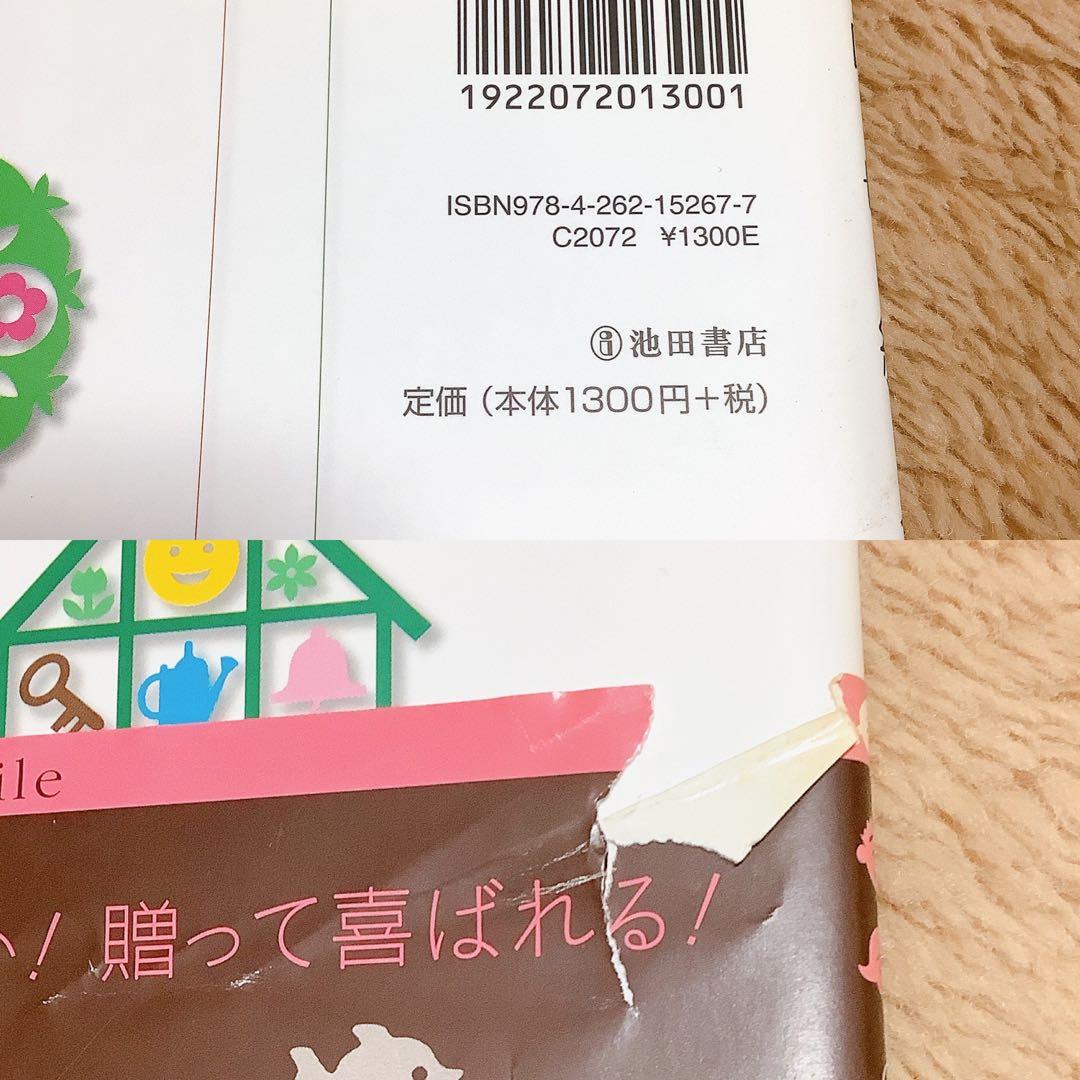 1922072013001
ISBN978-4-262-15267-7
C2072 ¥1300E
i池田書店
定価（本体1300円＋税）
ile
！贈って喜ばれる！